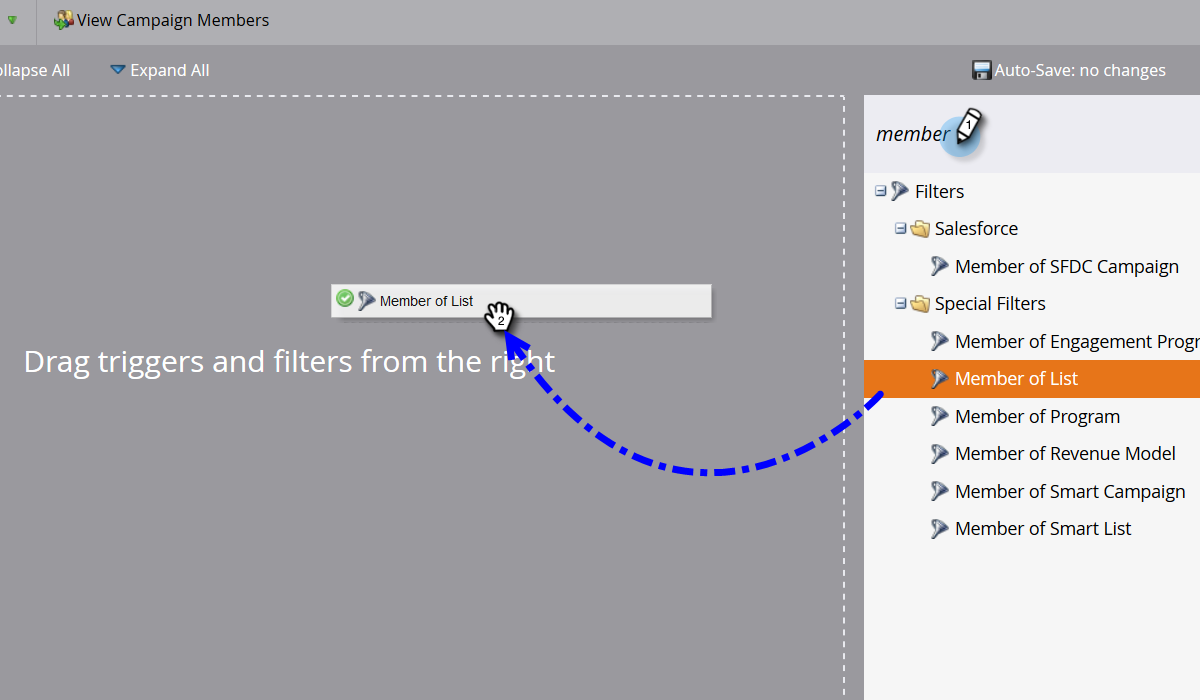 View Campaign Members
ollapse All
Expand All
Auto-Save: no changes
member
1
Filters
Salesforce
Member of SFDC Campaign
Member of List
2
Special Filters
Member of Engagement Progr
Drag triggers and filters from the right
Member of List
Member of Program
Member of Revenue Model
Member of Smart Campaign
Member of Smart List